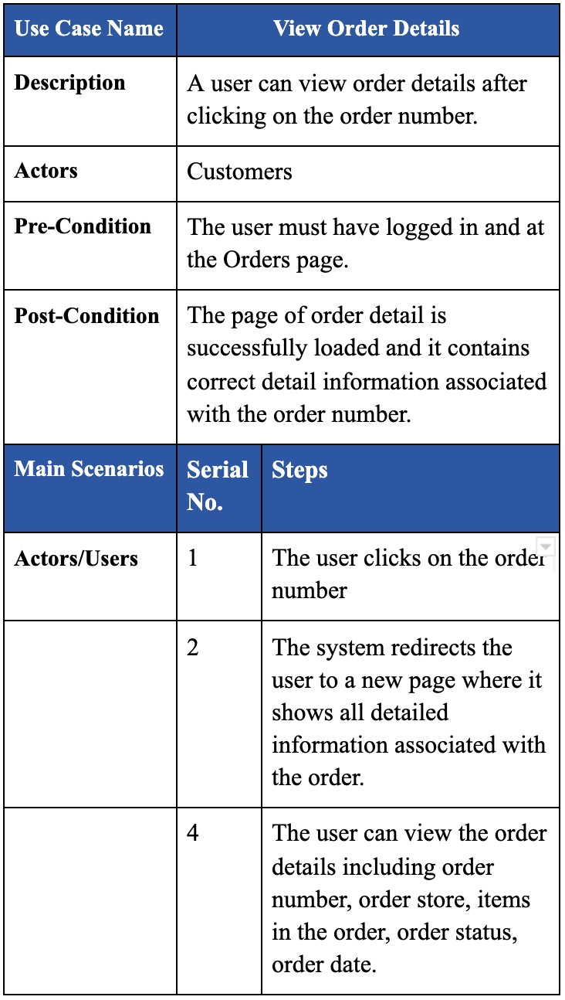 Use Case Name
View Order Details
Description
A user can view order details after
clicking on the order number.
Actors
Customers
Pre-Condition
The user must have logged in and at
the Orders page.
Post-Condition
The page of order detail is
successfully loaded and it contains
correct detail information associated
with the order number.
Main Scenarios
Serial
No.
Steps
Actors/Users
1
The user clicks on the order
number
2
The system redirects the
user to a new page where it
shows all detailed
information associated with
the order.
4
The user can view the order
details including order
number, order store, items
in the order, order status,
order date.